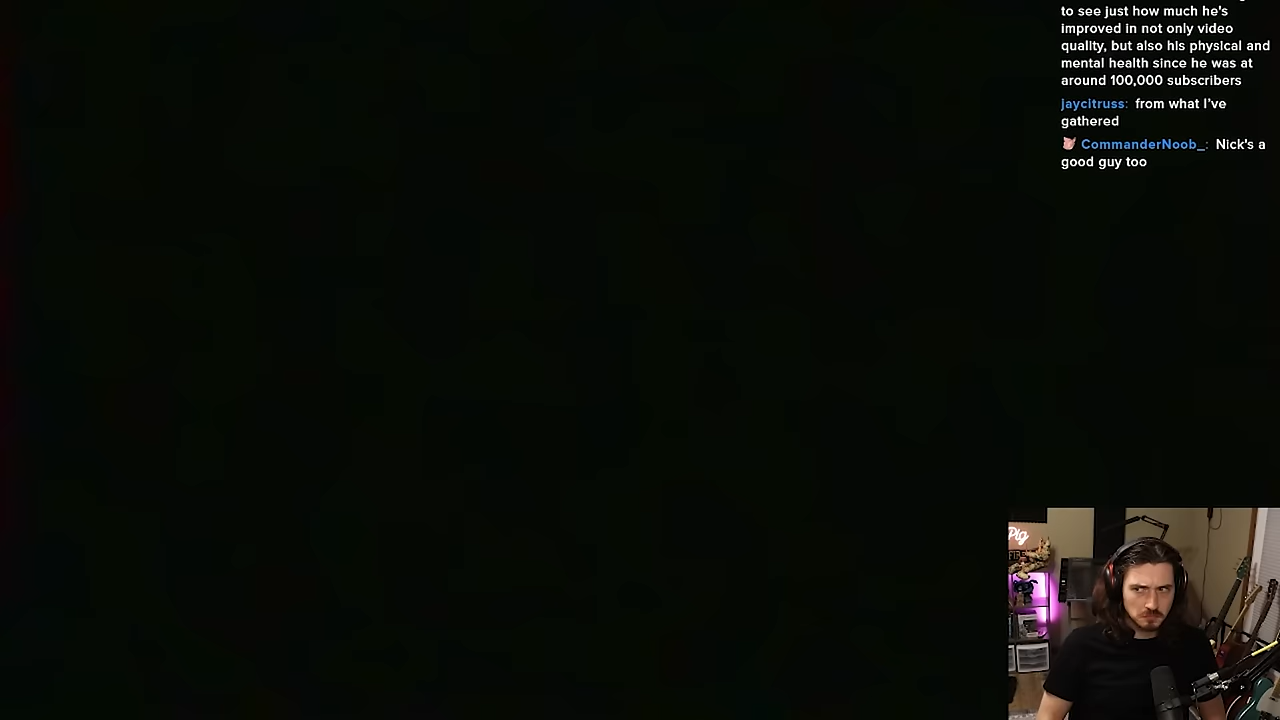 to see just how much he's
improved in not only video
quality, but also his physical and
mental health since he was at
around 100,000 subscribers
jaycitruss: from what I've
gathered
CommanderNoob_: Nick's a
good guy too
Pig